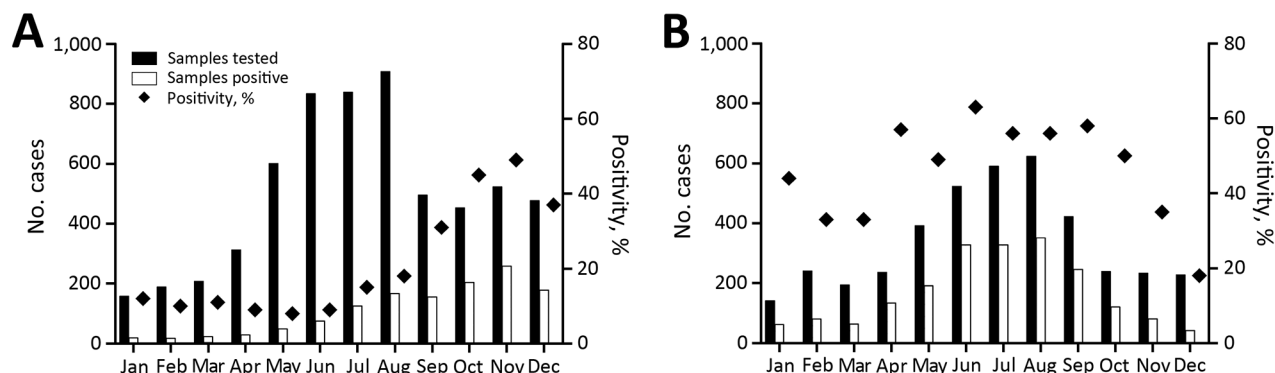 A
1,000
800
600
400
200
0
No. cases
Samples tested
Samples positive
Positivity, %
80
60
40
20
0
Positivity, %
Jan Feb Mar Apr May Jun Jul Aug Sep Oct Nov Dec
B
1,000
800
600
400
200
0
No. cases
80
60
40
20
0
Positivity, %
Jan Feb Mar Apr May Jun Jul Aug Sep Oct Nov Dec